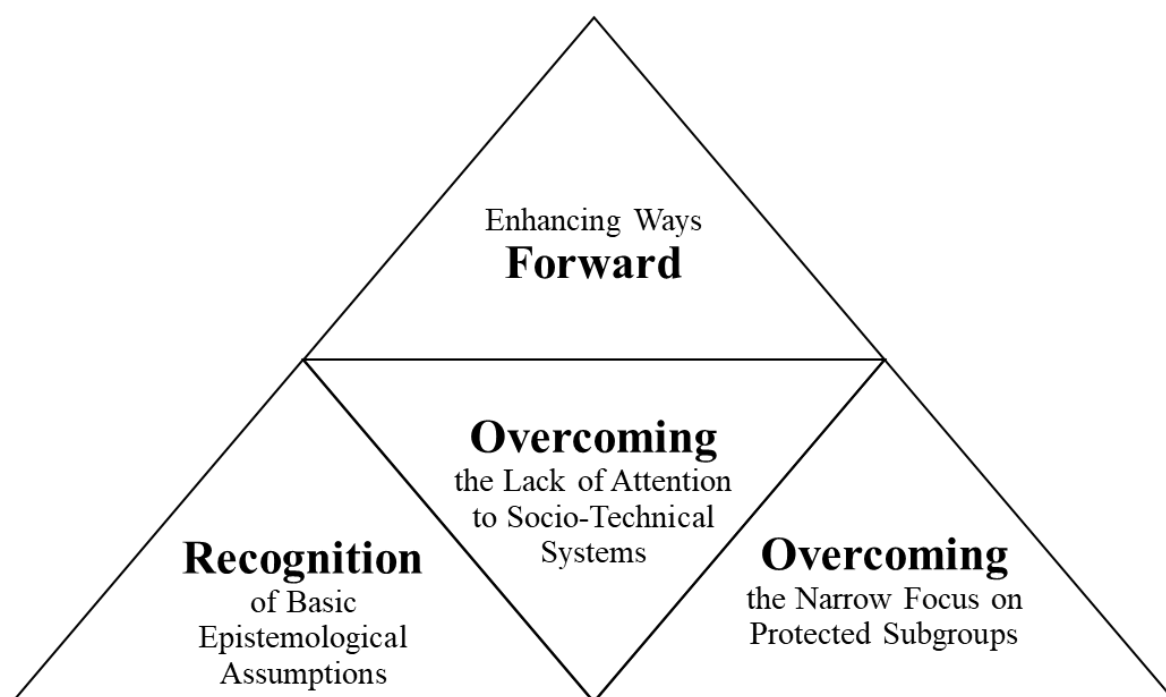 Enhancing Ways
Forward
Overcoming
the Lack of Attention
to Socio-Technical
Systems
Recognition
of Basic
Epistemological
Assumptions
Overcoming
the Narrow Focus on
Protected Subgroups